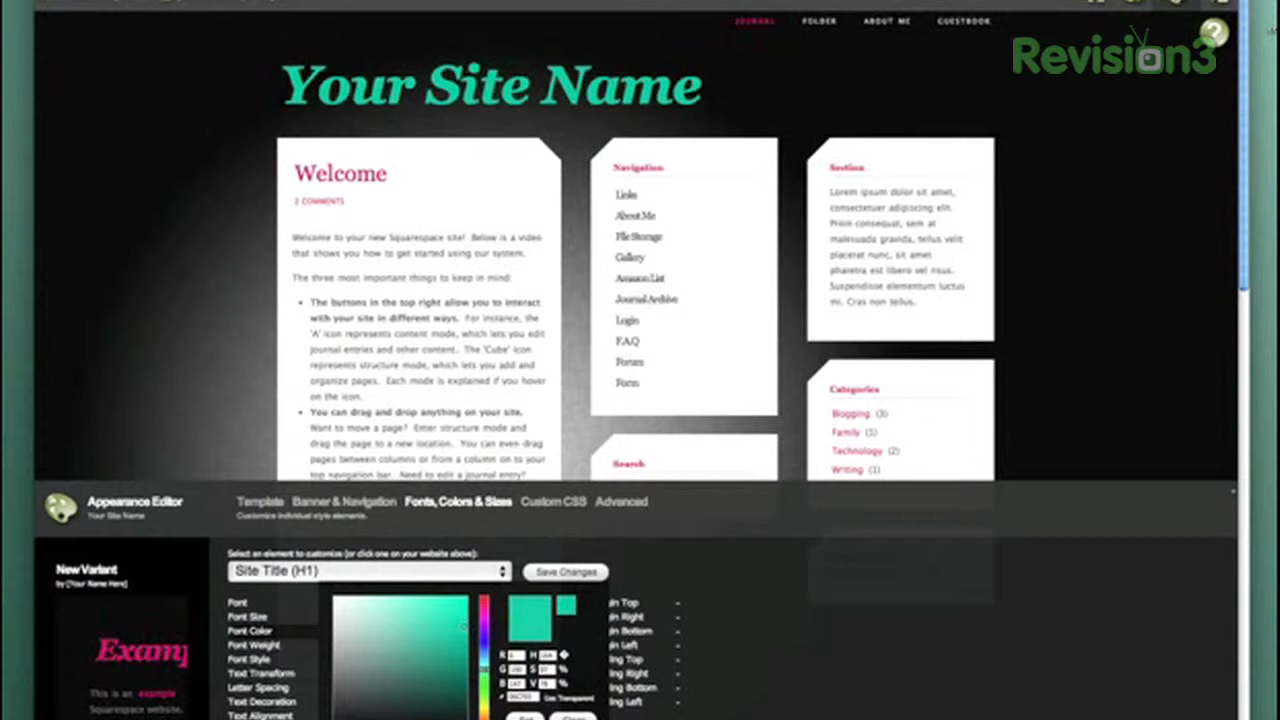 JOURNAL FOLDER ABOUT ME GUESTBOOK
?
Revision3
Your Site Name
Welcome
2 COMMENTS
Welcome to your new Squarespace site! Below is a video
that shows you how to get started using our system.
The three most important things to keep in mind:
• The buttons in the top right allow you to interact
with your site in different ways. For instance, the
'A' icon represents content mode, which lets you edit
journal entries and other content. The 'Cube' icon
represents structure mode, which lets you add and
organize pages. Each mode is explained if you hover
on the icon.
• You can drag and drop anything on your site.
Want to move a page? Enter structure mode and
drag the page to a new location. You can even drag
pages between columns or from a column on to your
top navigation bar. Need to edit a journal entry?
Navigation
Links
About Me
File Storage
Gallery
Amazon List
Journal Archive
Login
F.A.Q
Forum
Form
Search
Section
Lorem ipsum dolor sit amet,
consectetuer adipiscing elit.
Proin consequat, sem at
malesuada gravida, tellus velit
placerat nunc, sit amet
pharetra est libero vel risus.
Suspendisse elementum luctus
mi. Cras non tellus.
Categories
Blogging (3)
Family (1)
Technology (2)
Writing (1)
Appearance Editor
Your Site Name
Template Banner & Navigation Fonts, Colors & Sizes Custom CSS Advanced
Customize individual style elements.
New Variant
by [Your Name Here]
Examp
This is an example
Squarespace website.
Select an element to customize (or click one on your website above):
Site Title (H1) Save Changes
Font
Font Size
Font Color
Font Weight
Font Style
Text Transform
Letter Spacing
Text Decoration
Text Alignment
R H
G S %
B V %
# Use Transparent
in Top -
in Right -
in Bottom -
in Left -
ng Top -
ng Right -
ng Bottom -
ng Left -